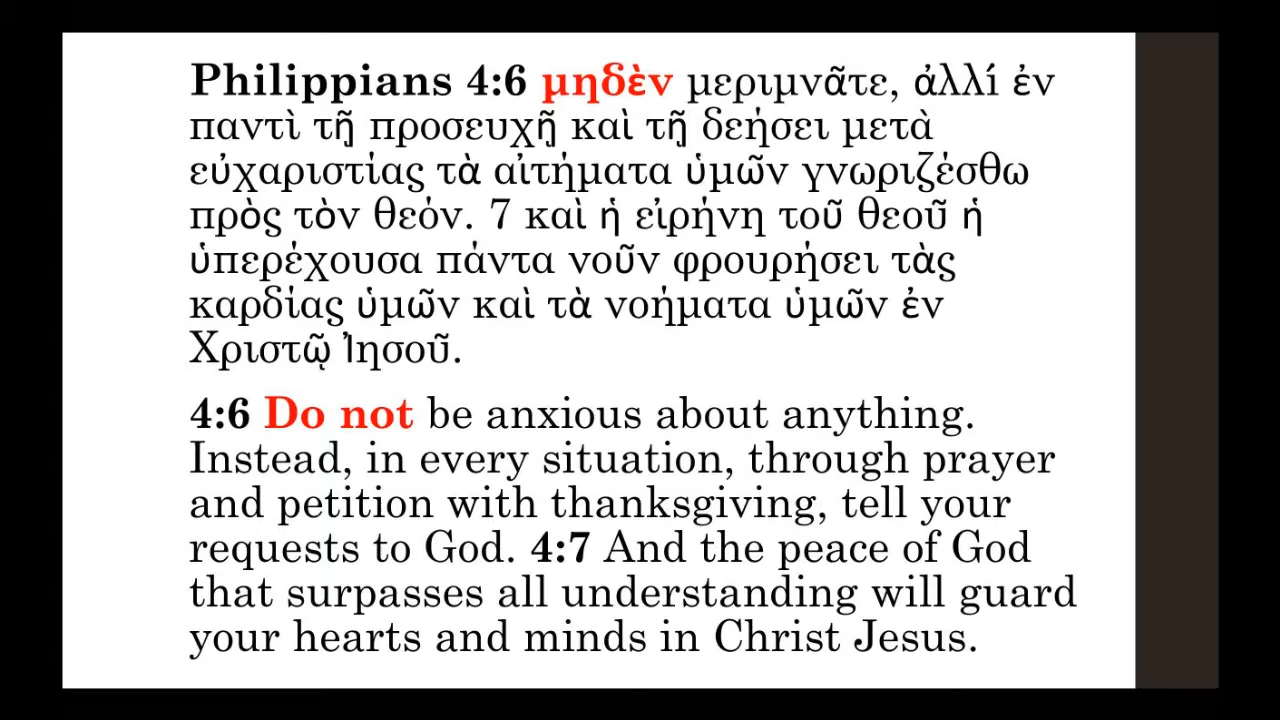 Philippians 4:6 μηδὲν μεριμνᾶτε, ἀλλί ἐν
παντὶ τῇ προσευχῇ καὶ τῇ δεήσει μετὰ
εὐχαριστίας τὰ αἰτήματα ὑμῶν γνωριζέσθω
πρὸς τὸν θεόν. 7 καὶ ἡ εἰρήνη τοῦ θεοῦ ἡ
ὑπερέχουσα πάντα νοῦν φρουρήσει τὰς
καρδίας ὑμῶν καὶ τὰ νοήματα ὑμῶν ἐν
Χριστῷ Ἰησοῦ.
4:6 Do not be anxious about anything.
Instead, in every situation, through prayer
and petition with thanksgiving, tell your
requests to God. 4:7 And the peace of God
that surpasses all understanding will guard
your hearts and minds in Christ Jesus.